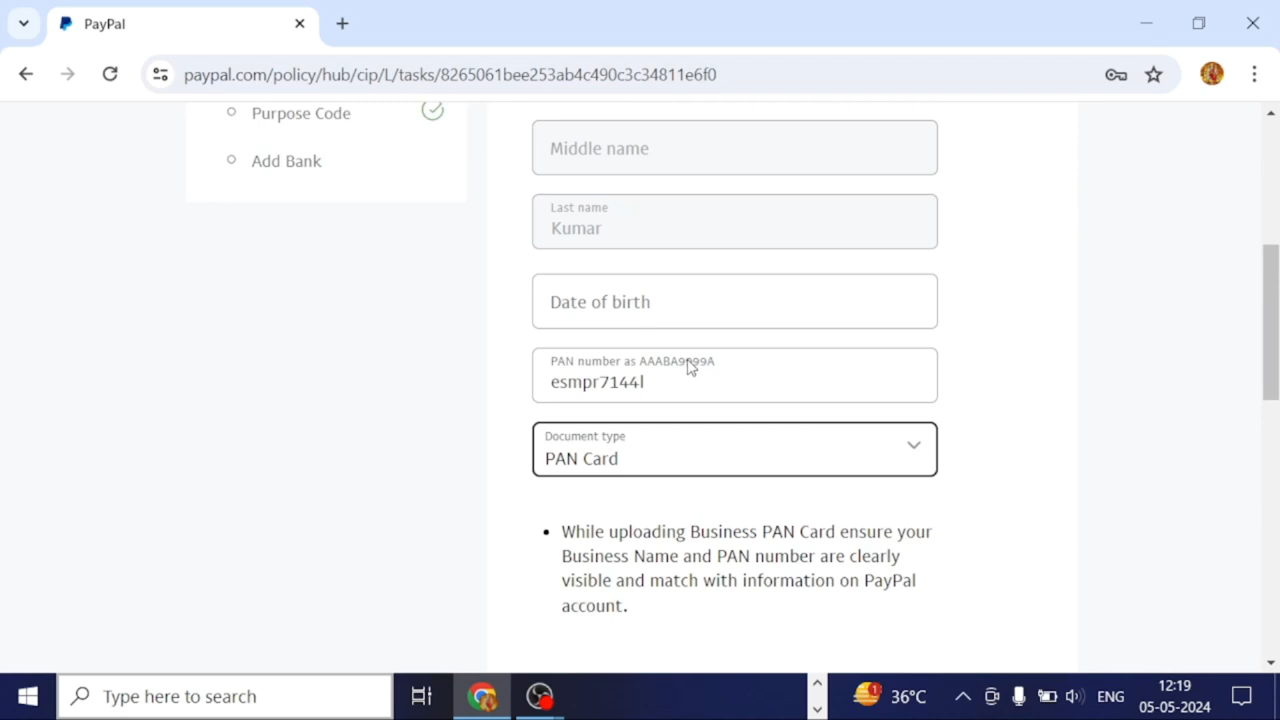 PayPal
paypal.com/policy/hub/cip/L/tasks/8265061bee253ab4c490c3c34811e6f0
Purpose Code
Add Bank
Middle name
Last name
Kumar
Date of birth
PAN number as AAABA9999A
esmpr7144l
Document type
PAN Card
While uploading Business PAN Card ensure your
Business Name and PAN number are clearly
visible and match with information on PayPal
account.
Type here to search
1
36°C
ENG
12:19
05-05-2024